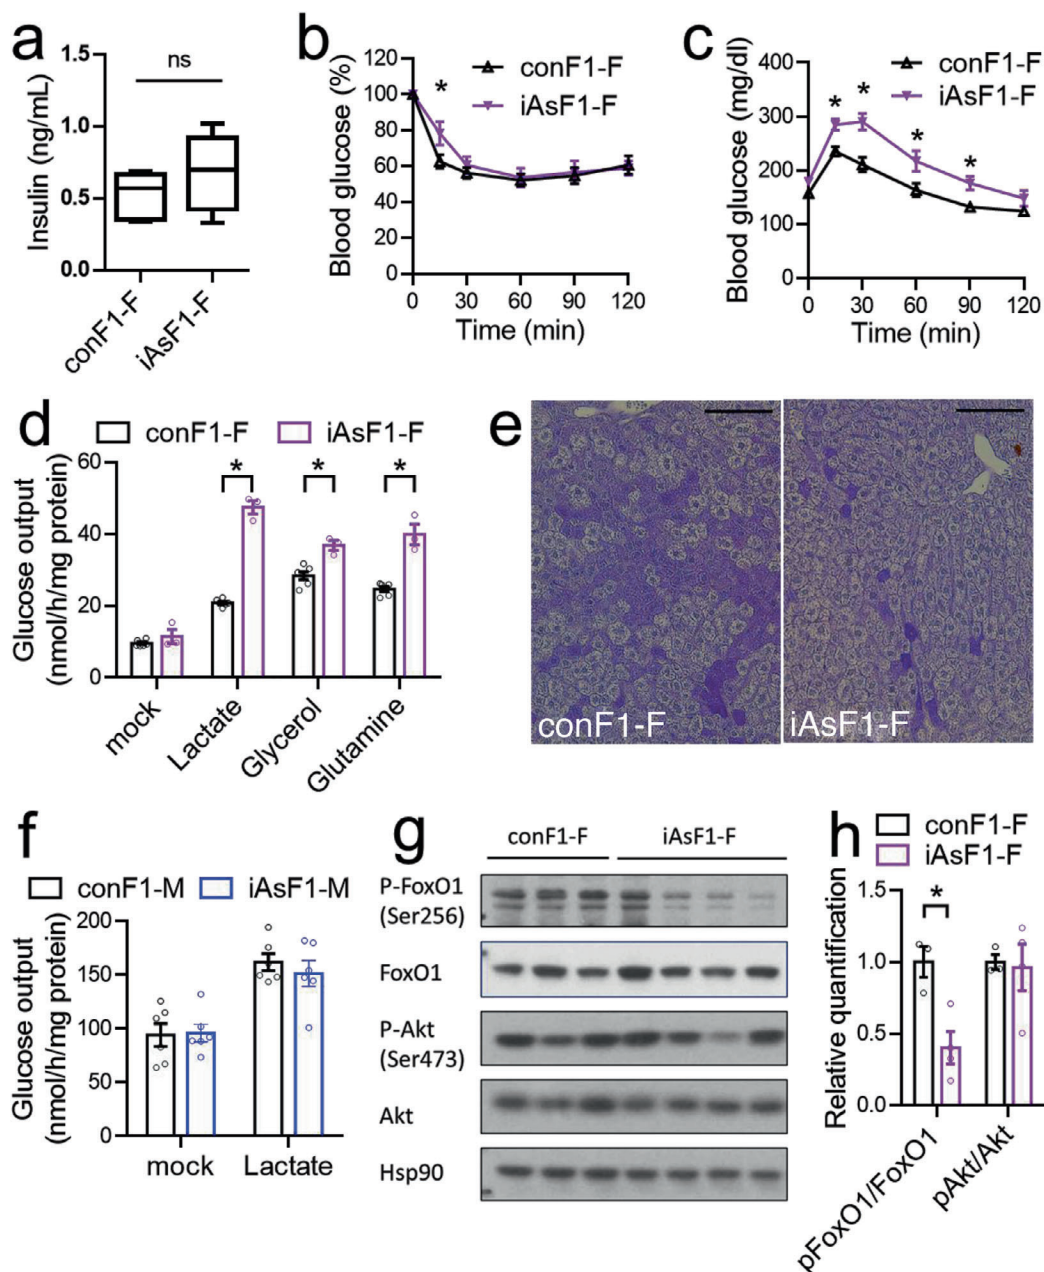 a
1.5
1.0
0.5
0.0
Insulin (ng/mL)
ns
conF1-F
iAsF1-F
b
120
100
80
60
40
20
0
Blood glucose (%)
*
conF1-F
iAsF1-F
0 30 60 90 120
Time (min)
c
400
300
200
100
0
Blood glucose (mg/dl)
* * * *
conF1-F
iAsF1-F
0 30 60 90 120
Time (min)
d
conF1-F iAsF1-F
60
40
20
0
Glucose output
(nmol/h/mg protein)
* * *
mock
Lactate
Glycerol
Glutamine
e
conF1-F
iAsF1-F
f
conF1-M iAsF1-M
200
150
100
50
0
Glucose output
(nmol/h/mg protein)
mock Lactate
g
conF1-F iAsF1-F
P-FoxO1
(Ser256)
FoxO1
P-Akt
(Ser473)
Akt
Hsp90
h
conF1-F
iAsF1-F
1.5
1.0
0.5
0.0
Relative quantification
*
pFoxO1/FoxO1
pAkt/Akt